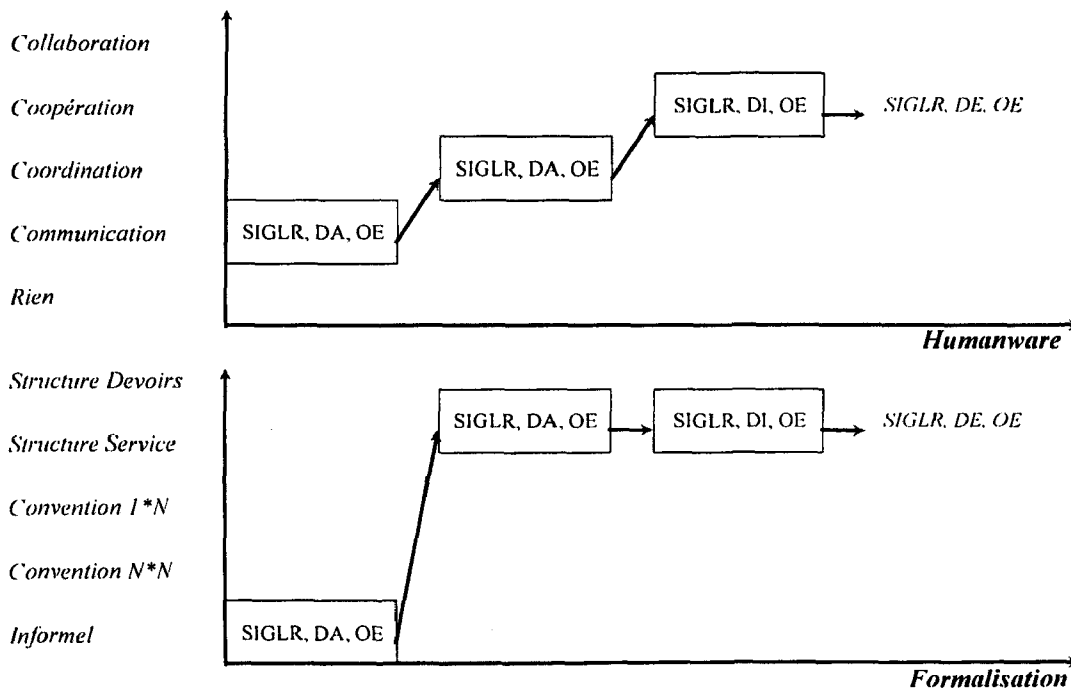 Collaboration
Coopération
SIGLR, DI, OE
SIGLR, DE, OE
Coordination
SIGLR, DA, OE
Communication
SIGLR, DA, OE
Rien
Humanware
Structure Devoirs
Structure Service
SIGLR, DA, OE
SIGLR, DI, OE
SIGLR, DE, OE
Convention 1*N
Convention N*N
Informel
SIGLR, DA, OE
Formalisation